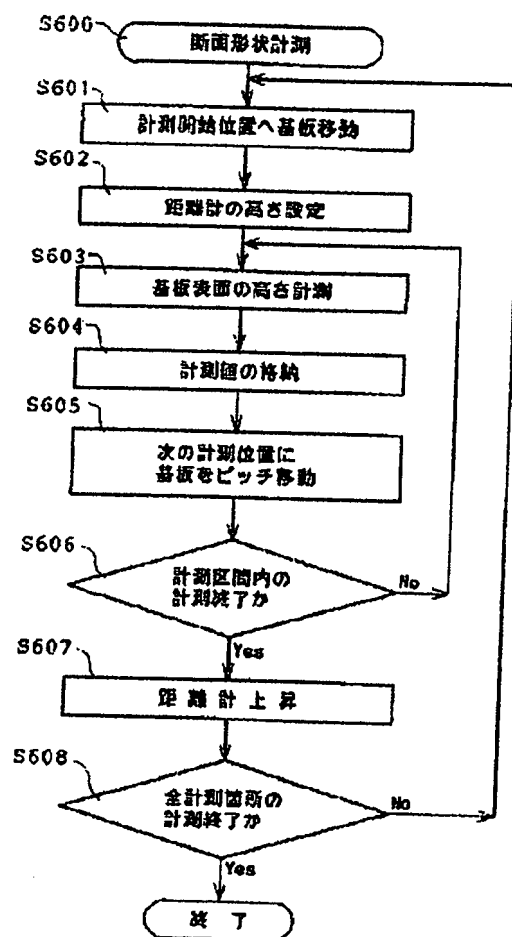 S600
断面形状計測
S601
計測開始位置へ基板移動
S602
距離計の高さ設定
S603
基板表面の高さ計測
S604
計測値の格納
S605
次の計測位置に
基板をピッチ移動
S606
計測区間内の
計測終了か
No
Yes
S607
距離計上昇
S608
全計測箇所の
計測終了か
No
Yes
終了